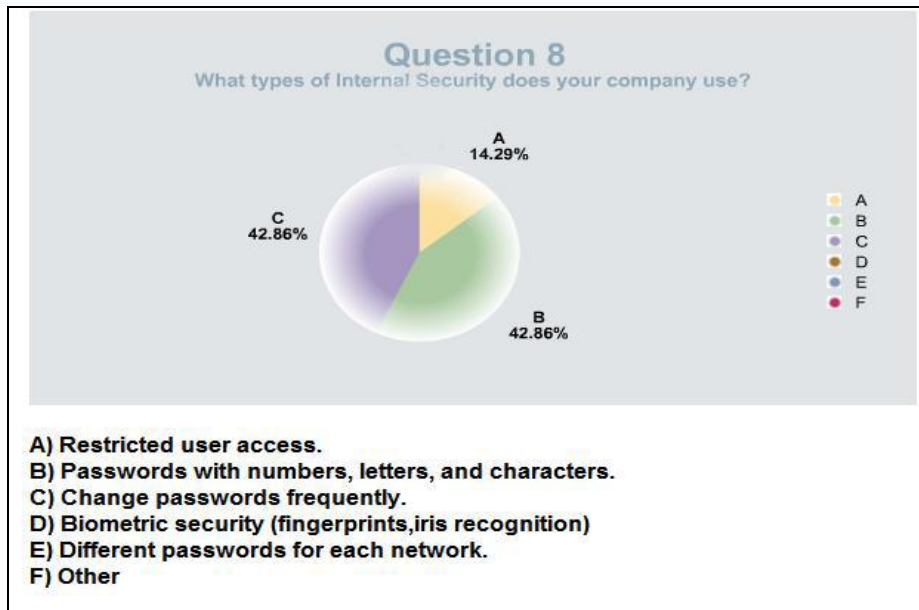 Question 8
What types of Internal Security does your company use?
A
14.29%
C
42.86%
B
42.86%
A
B
C
D
E
F
A) Restricted user access.
B) Passwords with numbers, letters, and characters.
C) Change passwords frequently.
D) Biometric security (fingerprints,iris recognition)
E) Different passwords for each network.
F) Other